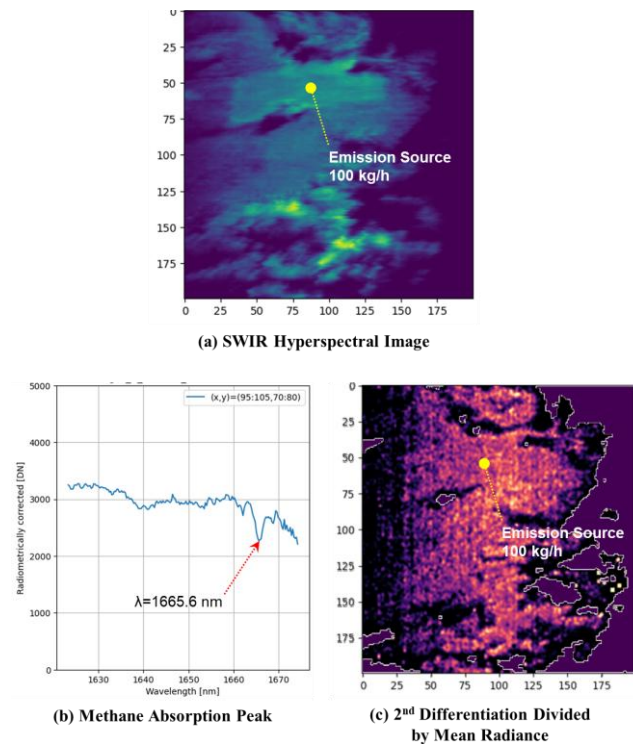 0
25
50
75
100
125
150
175
0 25 50 75 100 125 150 175
Emission Source
100 kg/h
(a) SWIR Hyperspectral Image
5000
4000
3000
2000
1000
0
Radiometrically corrected [DN]
(x,y)=(95:105,70:80)
λ=1665.6 nm
1630 1640 1650 1660 1670
Wavelength [nm]
(b) Methane Absorption Peak
0
25
50
75
100
125
150
175
0 25 50 75 100 125 150 175
Emission Source
100 kg/h
(c) 2nd Differentiation Divided
by Mean Radiance